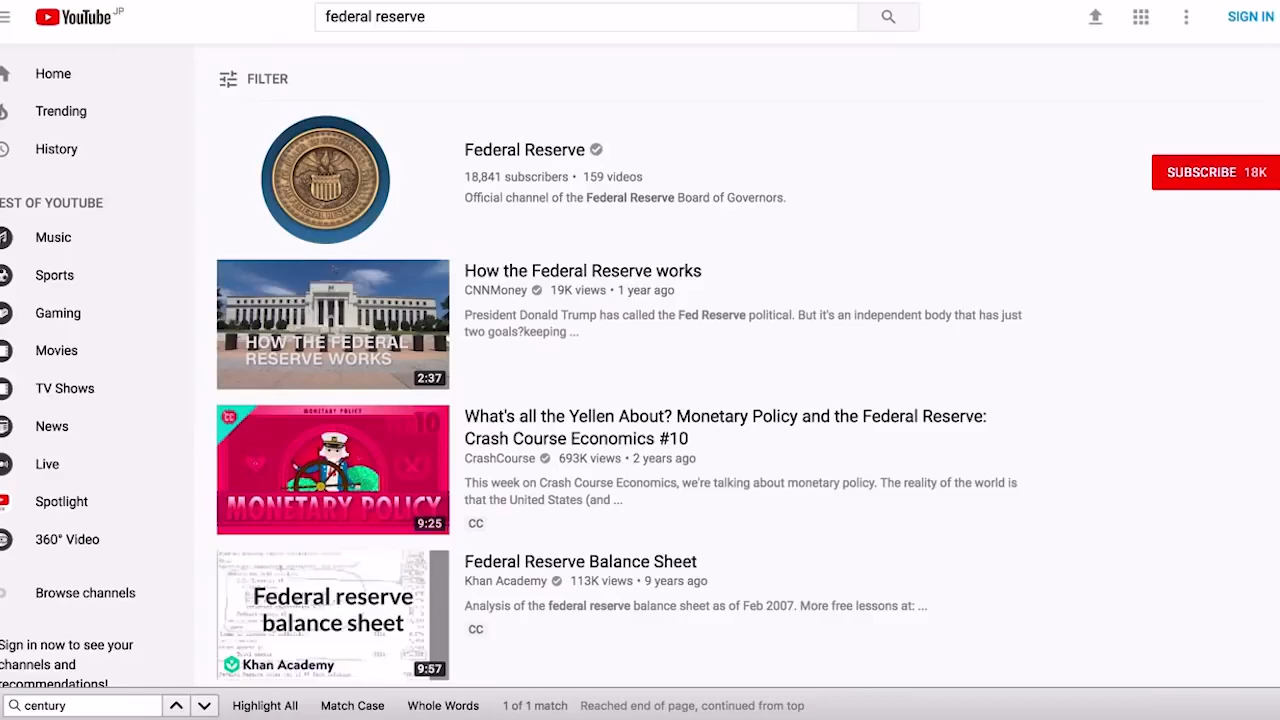 YouTube JP
federal reserve
SIGN IN
Home
Trending
History
EST OF YOUTUBE
Music
Sports
Gaming
Movies
TV Shows
News
Live
Spotlight
360° Video
Browse channels
Sign in now to see your
channels and
recommendations!
FILTER
Federal Reserve
18,841 subscribers • 159 videos
Official channel of the Federal Reserve Board of Governors.
SUBSCRIBE 18K
HOW THE FEDERAL
RESERVE WORKS
2:37
How the Federal Reserve works
CNNMoney 19K views • 1 year ago
President Donald Trump has called the Fed Reserve political. But it's an independent body that has just
two goals?keeping ...
MONETARY POLICY
10
MONETARY POLICY
9:25
What's all the Yellen About? Monetary Policy and the Federal Reserve:
Crash Course Economics #10
CrashCourse 693K views • 2 years ago
This week on Crash Course Economics, we're talking about monetary policy. The reality of the world is
that the United States (and ...
CC
Federal reserve
balance sheet
Khan Academy
9:57
Federal Reserve Balance Sheet
Khan Academy 113K views • 9 years ago
Analysis of the federal reserve balance sheet as of Feb 2007. More free lessons at: ...
CC
century
Highlight All Match Case Whole Words 1 of 1 match Reached end of page, continued from top